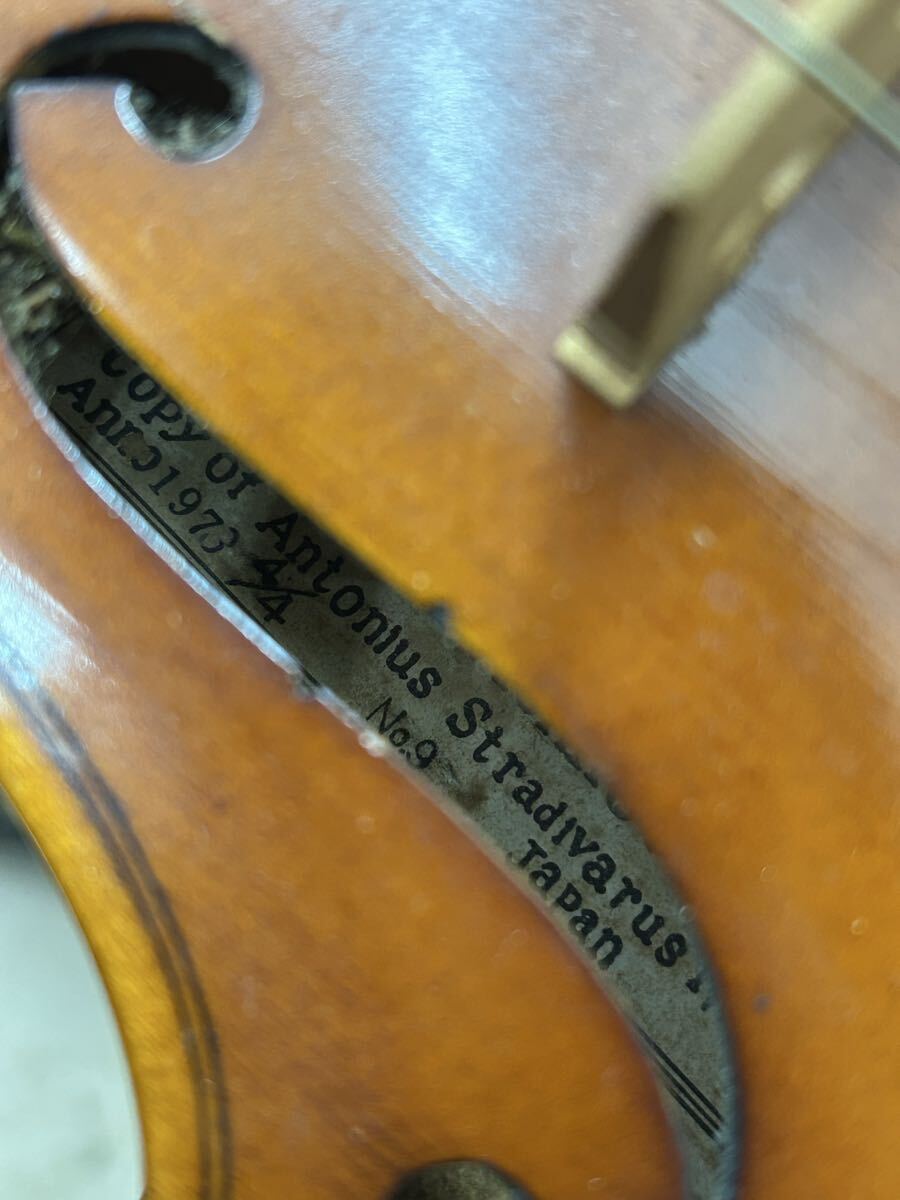 Copy of Antonius Stradivarus
Anno 1973 4/4 No.9 Japan